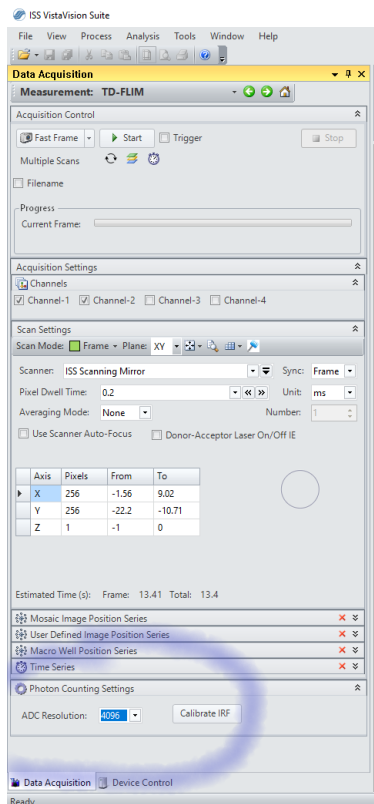 ISS VistaVision Suite
File View Process Analysis Tools Window Help
Data Acquisition
Measurement: TD-FLIM
Acquisition Control
Fast Frame Start Trigger Stop
Multiple Scans
Filename
Progress
Current Frame:
Acquisition Settings
Channels
Channel-1 Channel-2 Channel-3 Channel-4
Scan Settings
Scan Mode: Frame Plane: XY
Scanner: ISS Scanning Mirror Sync: Frame
Pixel Dwell Time: 0.2 Unit: ms
Averaging Mode: None Number: 1
Use Scanner Auto-Focus Donor-Acceptor Laser On/Off IE
Axis Pixels From To
X 256 -1.56 9.02
Y 256 -22.2 -10.71
Z 1 -1 0
Estimated Time (s): Frame: 13.41 Total: 13.4
Mosaic Image Position Series
User Defined Image Position Series
Macro Well Position Series
Time Series
Photon Counting Settings
ADC Resolution: 4096 Calibrate IRF
Data Acquisition Device Control
Ready